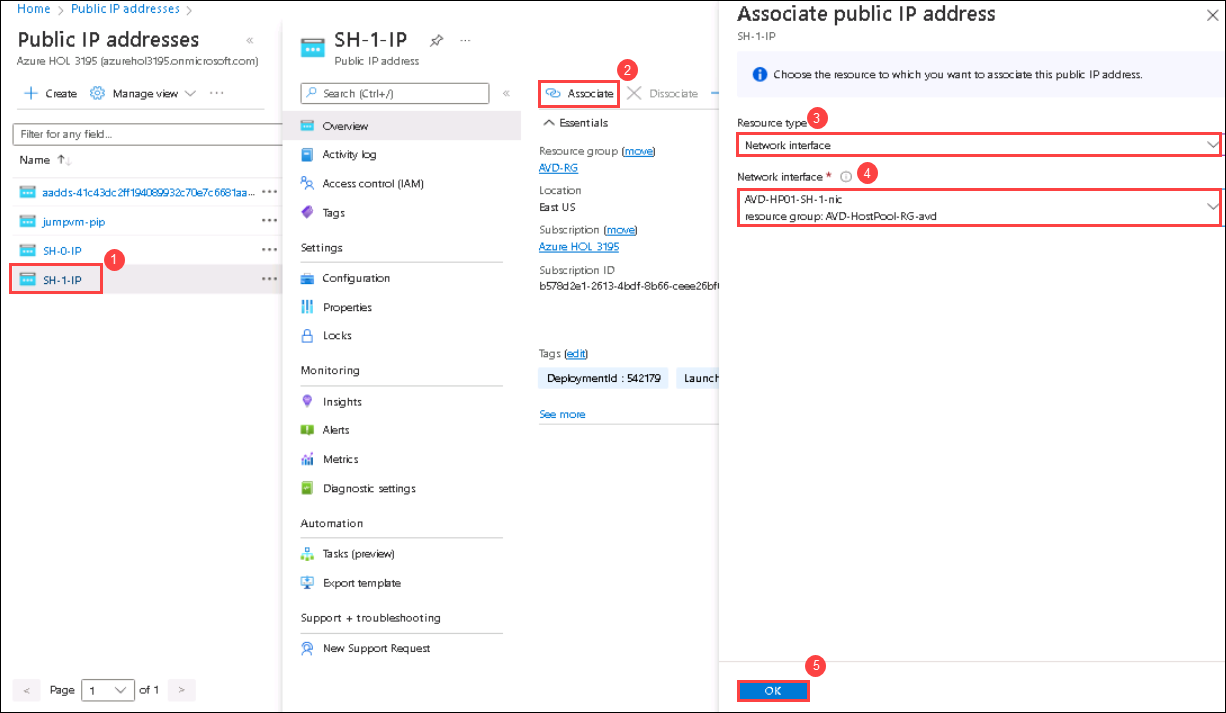 Home > Public IP addresses >
Public IP addresses «
Azure HOL 3195 (azurehol3195.onmicrosoft.com)
+ Create Manage view ...
Filter for any field...
Name ↑↓
aadds-41c43dc2ff194089932c70e7c6681aa... ...
jumpvm-pip ...
SH-0-IP ...
SH-1-IP ...
1
< Page 1 of 1 >
SH-1-IP ...
Public IP address
Search (Ctrl+/) «
Overview
Activity log
Access control (IAM)
Tags
Settings
Configuration
Properties
Locks
Monitoring
Insights
Alerts
Metrics
Diagnostic settings
Automation
Tasks (preview)
Export template
Support + troubleshooting
New Support Request
2
Associate Dissociate
Essentials
Resource group (move)
AVD-RG
Location
East US
Subscription (move)
Azure HOL 3195
Subscription ID
b578d2e1-2613-4bdf-8b66-ceee26bf
Tags (edit)
DeploymentId : 542179 Launch
See more
Associate public IP address
SH-1-IP
Choose the resource to which you want to associate this public IP address.
Resource type 3
Network interface
Network interface * 4
AVD-HP01-SH-1-nic
resource group: AVD-HostPool-RG-avd
5
OK